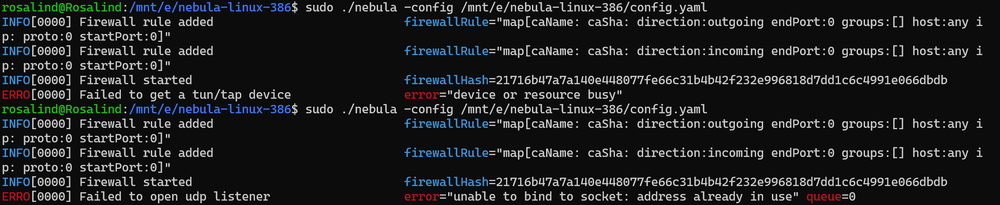 rosalind@Rosalind:/mnt/e/nebula-linux-386$ sudo ./nebula -config /mnt/e/nebula-linux-386/config.yaml
INFO[0000] Firewall rule added                           firewallRule="map[caName: caSha: direction:outgoing endPort:0 groups:[] host:any i
p: proto:0 startPort:0]"
INFO[0000] Firewall rule added                           firewallRule="map[caName: caSha: direction:incoming endPort:0 groups:[] host:any i
p: proto:0 startPort:0]"
INFO[0000] Firewall started                              firewallHash=21716b47a7a140e448077fe66c31b4b42f232e996818d7dd1c6c4991e066dbdb
ERRO[0000] Failed to get a tun/tap device                error="device or resource busy"
rosalind@Rosalind:/mnt/e/nebula-linux-386$ sudo ./nebula -config /mnt/e/nebula-linux-386/config.yaml
INFO[0000] Firewall rule added                           firewallRule="map[caName: caSha: direction:outgoing endPort:0 groups:[] host:any i
p: proto:0 startPort:0]"
INFO[0000] Firewall rule added                           firewallRule="map[caName: caSha: direction:incoming endPort:0 groups:[] host:any i
p: proto:0 startPort:0]"
INFO[0000] Firewall started                              firewallHash=21716b47a7a140e448077fe66c31b4b42f232e996818d7dd1c6c4991e066dbdb
ERRO[0000] Failed to open udp listener                   error="unable to bind to socket: address already in use" queue=0